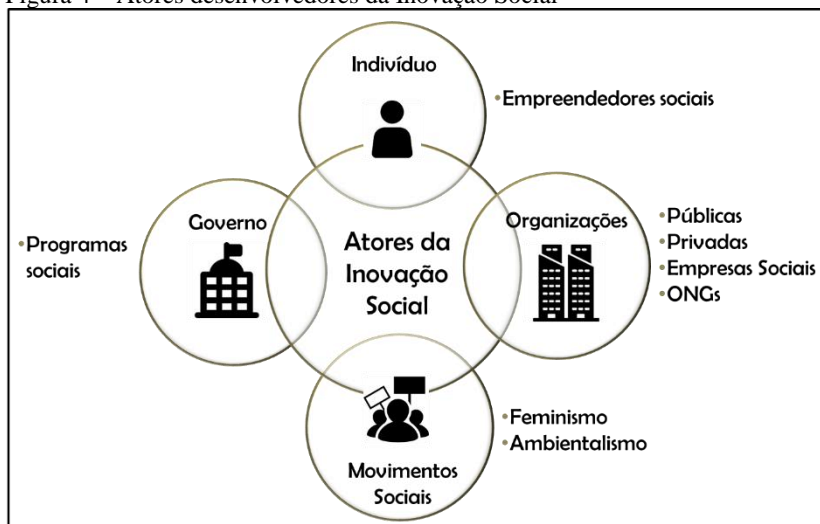 Figura 4 – Atores desenvolvedores da Inovação Social
Indivíduo
•Empreendedores sociais
Governo
•Programas
sociais
Atores da
Inovação
Social
Organizações
•Públicas
•Privadas
•Empresas Sociais
•ONGs
Movimentos
Sociais
•Feminismo
•Ambientalismo